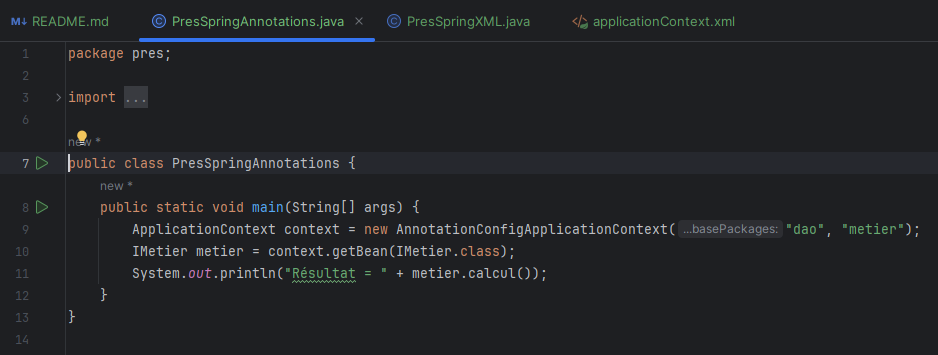 README.md PresSpringAnnotations.java PresSpringXML.java applicationContext.xml
1 package pres;
2
3 import ...
6
new *
7 public class PresSpringAnnotations {
new *
8 public static void main(String[] args) {
9 ApplicationContext context = new AnnotationConfigApplicationContext( ...basePackages: "dao", "metier");
10 IMetier metier = context.getBean(IMetier.class);
11 System.out.println("Résultat = " + metier.calcul());
12 }
13 }
14